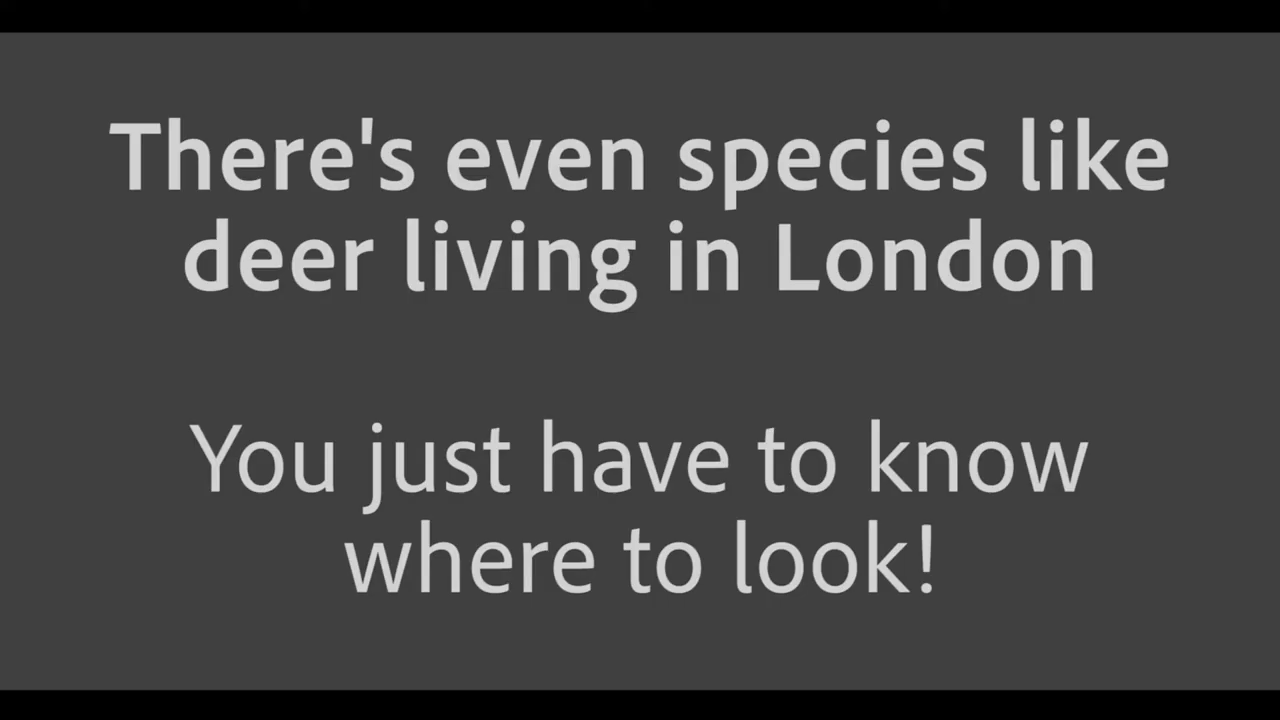 There's even species like
deer living in London
You just have to know
where to look!